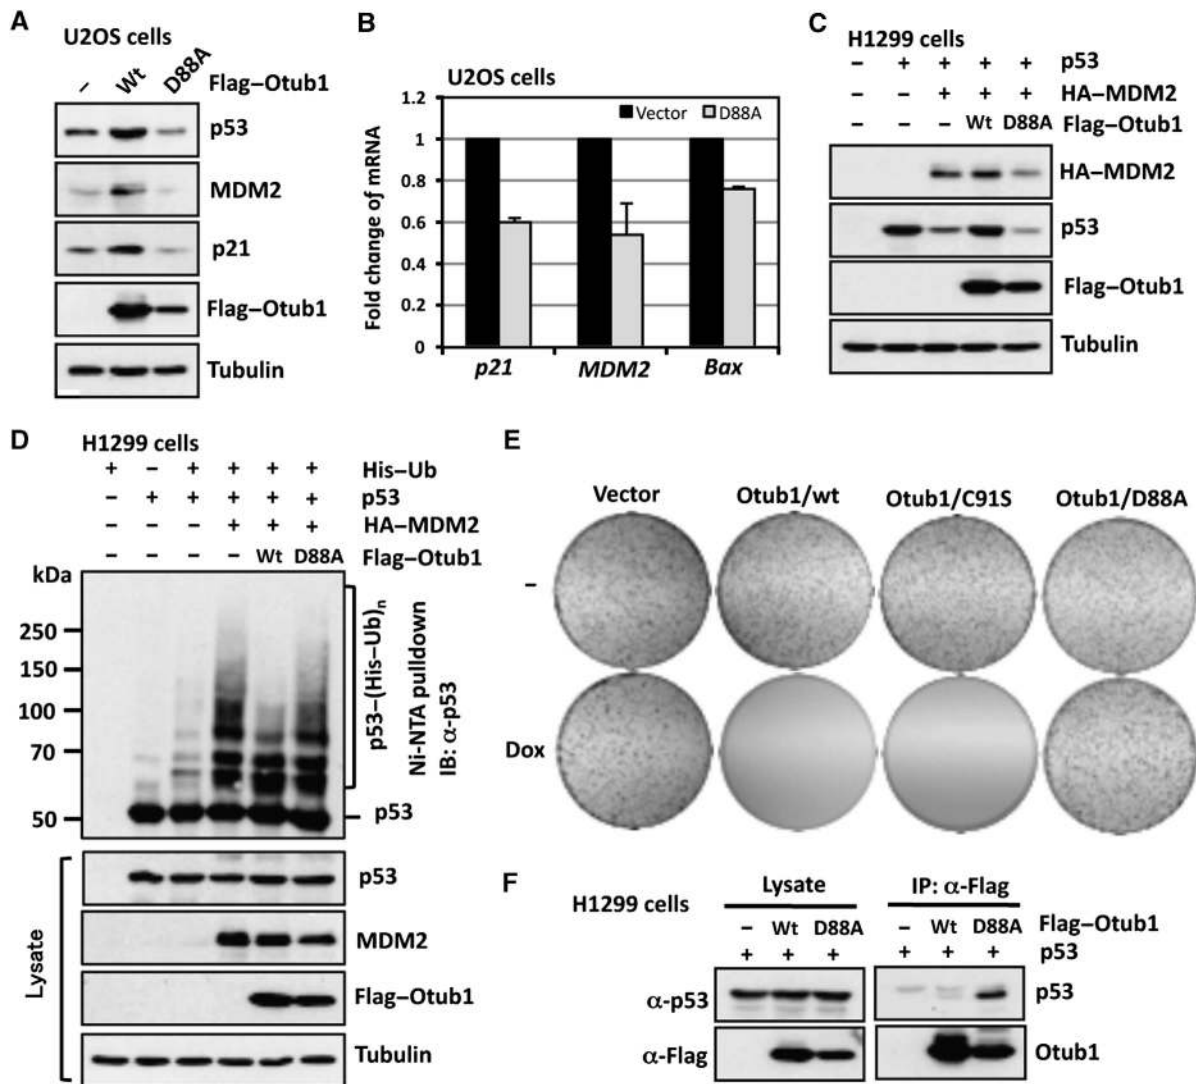 A
U2OS cells
– Wt D88A Flag–Otub1
p53
MDM2
p21
Flag–Otub1
Tubulin
B
U2OS cells
Vector D88A
Fold change of mRNA
1.2
1
0.8
0.6
0.4
0.2
0
p21 MDM2 Bax
C
H1299 cells
– + + + + p53
– – + + + HA–MDM2
– – – Wt D88A Flag–Otub1
HA–MDM2
p53
Flag–Otub1
Tubulin
D
H1299 cells
+ – + + + + His–Ub
– + + + + + p53
– – – + + + HA–MDM2
– – – – Wt D88A Flag–Otub1
kDa
250
150
100
70
50
p53–(His–Ub)n
Ni-NTA pulldown
IB: α-p53
p53
Lysate
p53
MDM2
Flag–Otub1
Tubulin
E
Vector Otub1/wt Otub1/C91S Otub1/D88A
–
Dox
F
H1299 cells
Lysate IP: α-Flag
– Wt D88A – Wt D88A Flag–Otub1
+ + + + + + p53
α-p53 p53
α-Flag Otub1